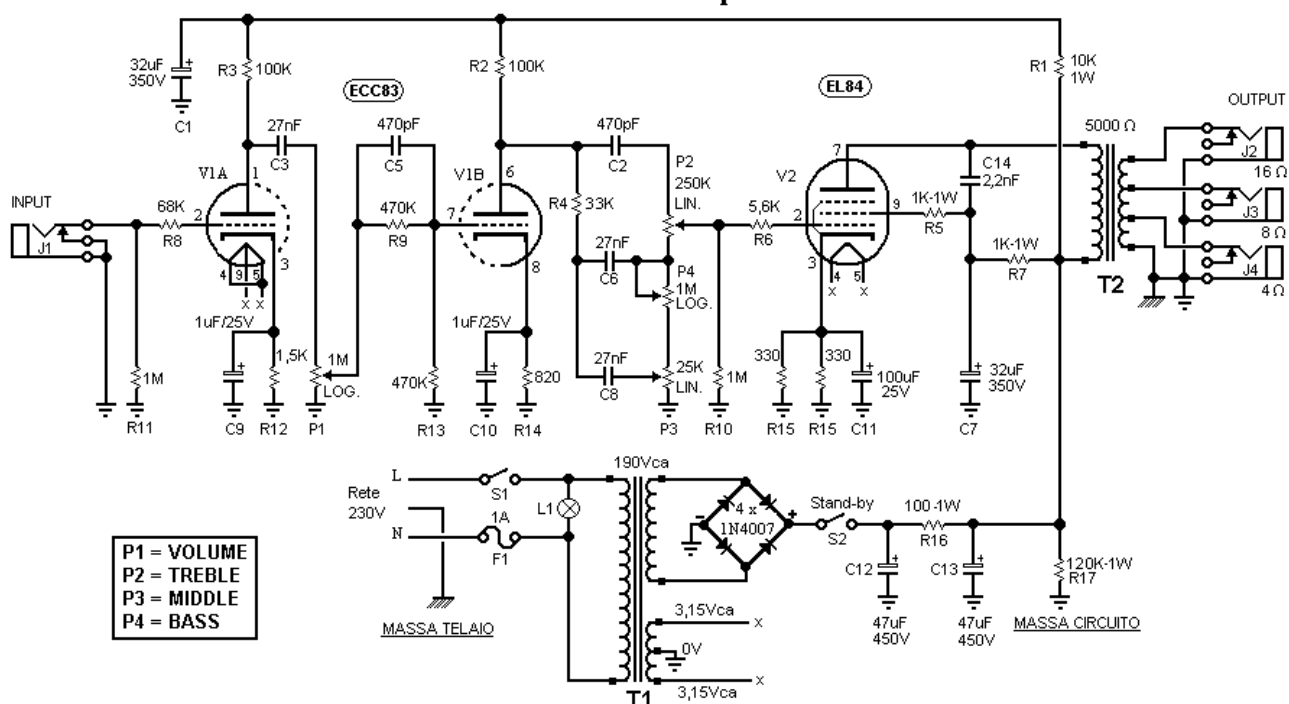 32uF
350V
C1
R3
100K
ECC83
R2
100K
EL84
R1
10K
1W
OUTPUT
27nF
C3
470pF
C5
470pF
C2
5000 Ω
J2
16 Ω
J3
8 Ω
J4
4 Ω
T2
INPUT
J1
68K
R8
V1A
1
2
3
4
9
5
x
x
470K
R9
V1B
6
7
8
R4
33K
27nF
C6
P2
250K
LIN.
P4
1M
LOG.
5,6K
R6
V2
7
2
9
3
4
5
x
x
C14
2,2nF
1K-1W
R5
1K-1W
R7
1M
R11
1uF/25V
C9
1,5K
R12
1M
LOG.
P1
470K
R13
1uF/25V
C10
820
R14
27nF
C8
25K
LIN.
P3
1M
R10
330
R15
330
R15
100uF
25V
C11
32uF
350V
C7
Rete
230V
L
N
S1
1A
F1
L1
190Vca
4 x
1N4007
-
+
Stand-by
S2
100-1W
R16
C12
47uF
450V
C13
47uF
450V
120K-1W
R17
MASSA CIRCUITO
MASSA TELAIO
3,15Vca
x
0V
3,15Vca
x
T1
P1 = VOLUME
P2 = TREBLE
P3 = MIDDLE
P4 = BASS